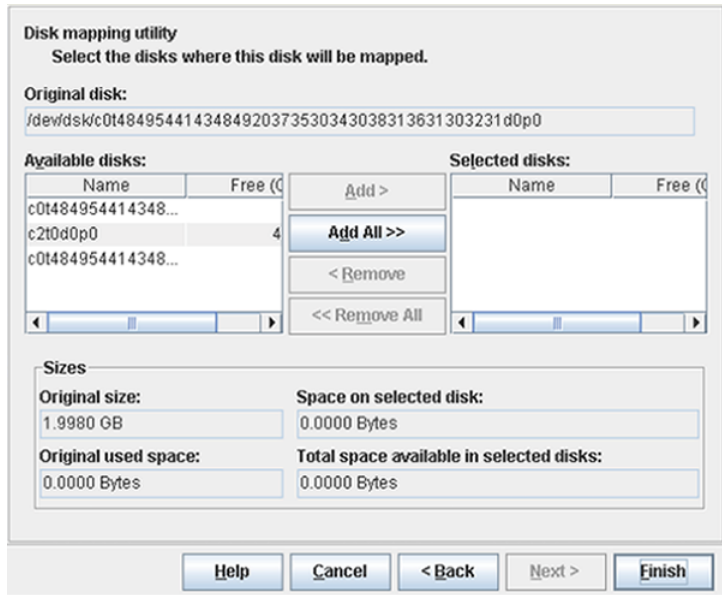 Disk mapping utility
Select the disks where this disk will be mapped.
Original disk:
/dev/dsk/c0t4849544143484920373530343038313631303231d0p0
Available disks:
Name Free (G
c0t484954414348...
c2t0d0p0 4
c0t484954414348...
Add >
Add All >>
< Remove
<< Remove All
Selected disks:
Name Free (G
Sizes
Original size:
1.9980 GB
Space on selected disk:
0.0000 Bytes
Original used space:
0.0000 Bytes
Total space available in selected disks:
0.0000 Bytes
Help Cancel < Back Next > Finish